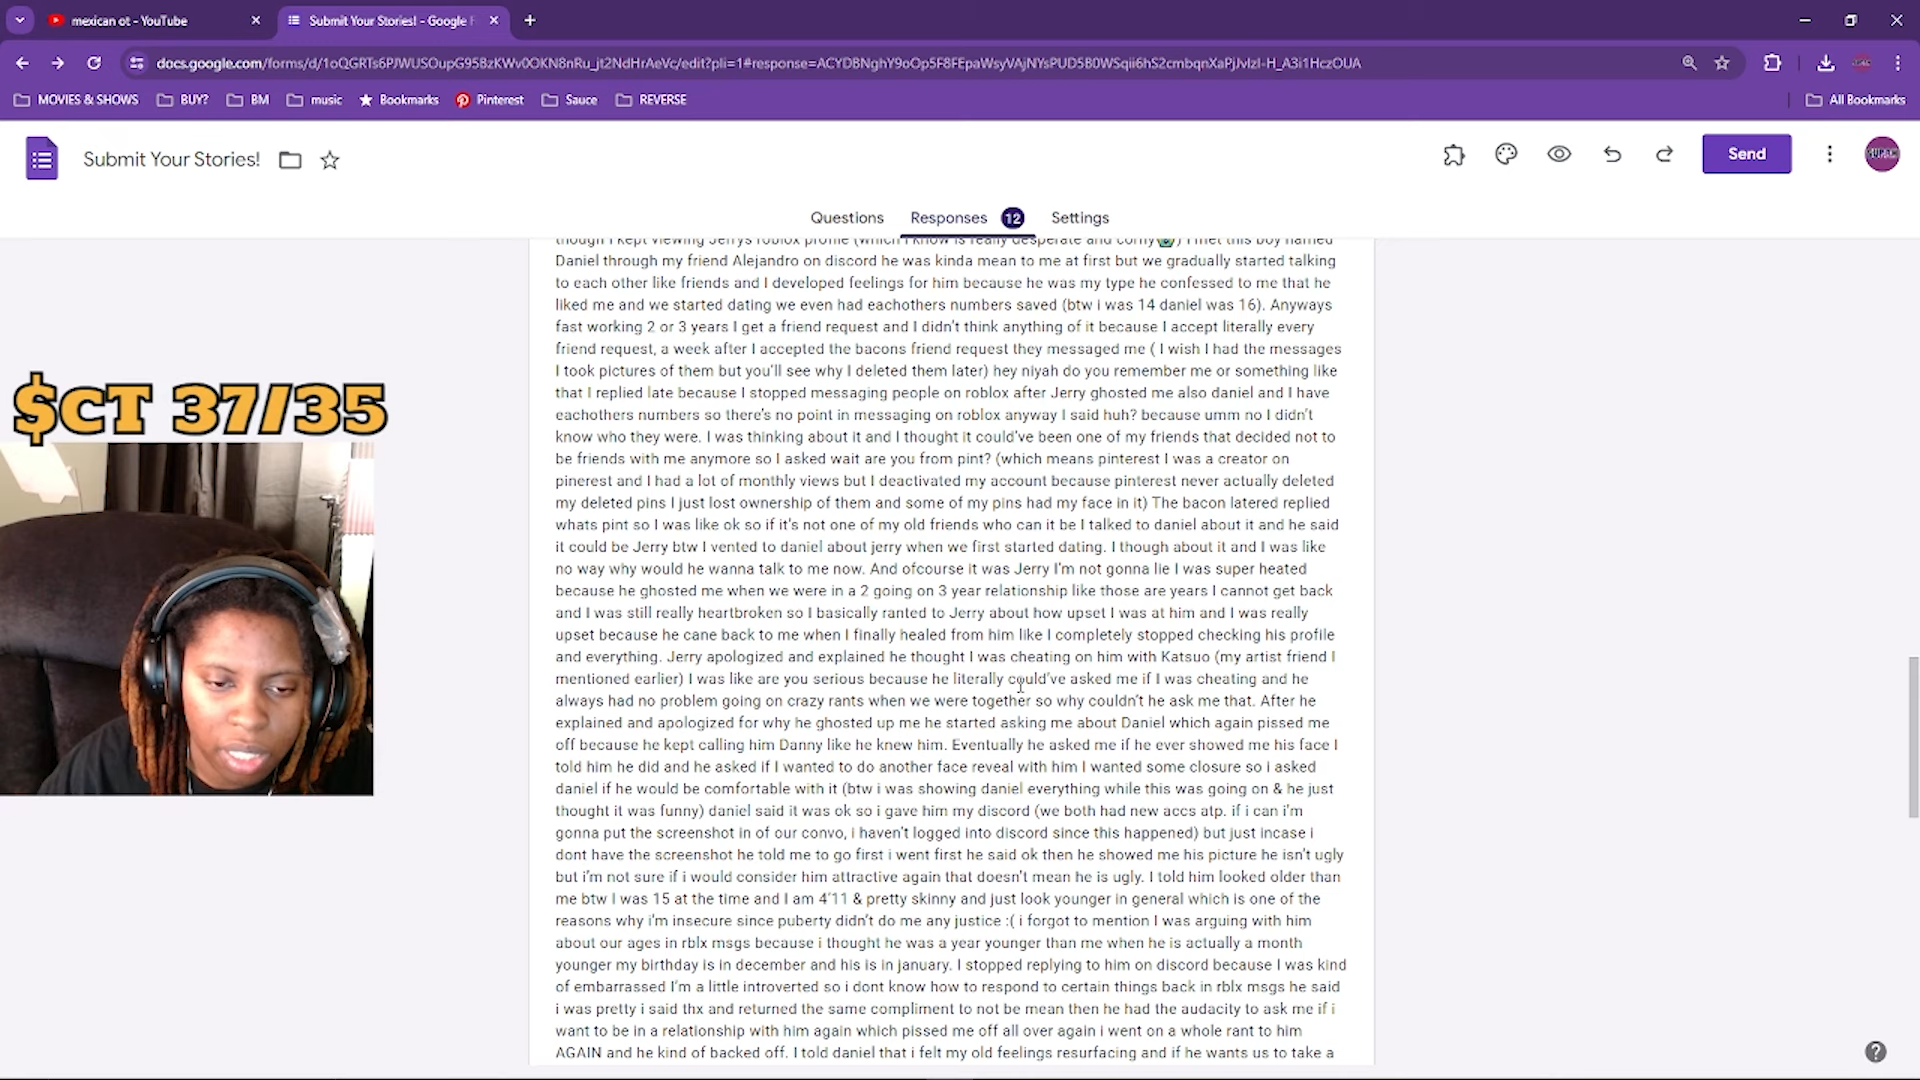 mexican ot - YouTube
Submit Your Stories! - Google F
docs.google.com/forms/d/1oQGRTs6PJWUSOupG958zKWv0OKN8nRu_jt2NdHrAeVc/edit?pli=1#response=ACYDBNghY9oOp5F8FEpaWsyVAjNYsPUD5B0WSqii6hS2cmbqnXaPjJvIzl-H_A3i1HczOUA
MOVIES & SHOWS
BUY?
BM
music
Bookmarks
Pinterest
Sauce
REVERSE
All Bookmarks
Submit Your Stories!
Send
Questions
Responses 12
Settings
though I kept viewing Jerrys roblox profile (which I know is really desperate and corny) I met this boy named
Daniel through my friend Alejandro on discord he was kinda mean to me at first but we gradually started talking
to each other like friends and I developed feelings for him because he was my type he confessed to me that he
liked me and we started dating we even had eachothers numbers saved (btw i was 14 daniel was 16). Anyways
fast working 2 or 3 years I get a friend request and I didn't think anything of it because I accept literally every
friend request, a week after I accepted the bacons friend request they messaged me ( I wish I had the messages
I took pictures of them but you'll see why I deleted them later) hey niyah do you remember me or something like
that I replied late because I stopped messaging people on roblox after Jerry ghosted me also daniel and I have
eachothers numbers so there's no point in messaging on roblox anyway I said huh? because umm no I didn't
know who they were. I was thinking about it and I thought it could've been one of my friends that decided not to
be friends with me anymore so I asked wait are you from pint? (which means pinterest I was a creator on
pinerest and I had a lot of monthly views but I deactivated my account because pinterest never actually deleted
my deleted pins I just lost ownership of them and some of my pins had my face in it) The bacon latered replied
whats pint so I was like ok so if it's not one of my old friends who can it be I talked to daniel about it and he said
it could be Jerry btw I vented to daniel about jerry when we first started dating. I though about it and I was like
no way why would he wanna talk to me now. And ofcourse it was Jerry I'm not gonna lie I was super heated
because he ghosted me when we were in a 2 going on 3 year relationship like those are years I cannot get back
and I was still really heartbroken so I basically ranted to Jerry about how upset I was at him and I was really
upset because he cane back to me when I finally healed from him like I completely stopped checking his profile
and everything. Jerry apologized and explained he thought I was cheating on him with Katsuo (my artist friend I
mentioned earlier) I was like are you serious because he literally could've asked me if I was cheating and he
always had no problem going on crazy rants when we were together so why couldn't he ask me that. After he
explained and apologized for why he ghosted up me he started asking me about Daniel which again pissed me
off because he kept calling him Danny like he knew him. Eventually he asked me if he ever showed me his face I
told him he did and he asked if I wanted to do another face reveal with him I wanted some closure so i asked
daniel if he would be comfortable with it (btw i was showing daniel everything while this was going on & he just
thought it was funny) daniel said it was ok so i gave him my discord (we both had new accs atp. if i can i'm
gonna put the screenshot in of our convo, i haven't logged into discord since this happened) but just incase i
dont have the screenshot he told me to go first i went first he said ok then he showed me his picture he isn't ugly
but i'm not sure if i would consider him attractive again that doesn't mean he is ugly. I told him looked older than
me btw I was 15 at the time and I am 4'11 & pretty skinny and just look younger in general which is one of the
reasons why i'm insecure since puberty didn't do me any justice :( i forgot to mention I was arguing with him
about our ages in rblx msgs because i thought he was a year younger than me when he is actually a month
younger my birthday is in december and his is in january. I stopped replying to him on discord because I was kind
of embarrassed I'm a little introverted so i dont know how to respond to certain things back in rblx msgs he said
i was pretty i said thx and returned the same compliment to not be mean then he had the audacity to ask me if i
want to be in a relationship with him again which pissed me off all over again i went on a whole rant to him
AGAIN and he kind of backed off. I told daniel that i felt my old feelings resurfacing and if he wants us to take a
$CT 37/35